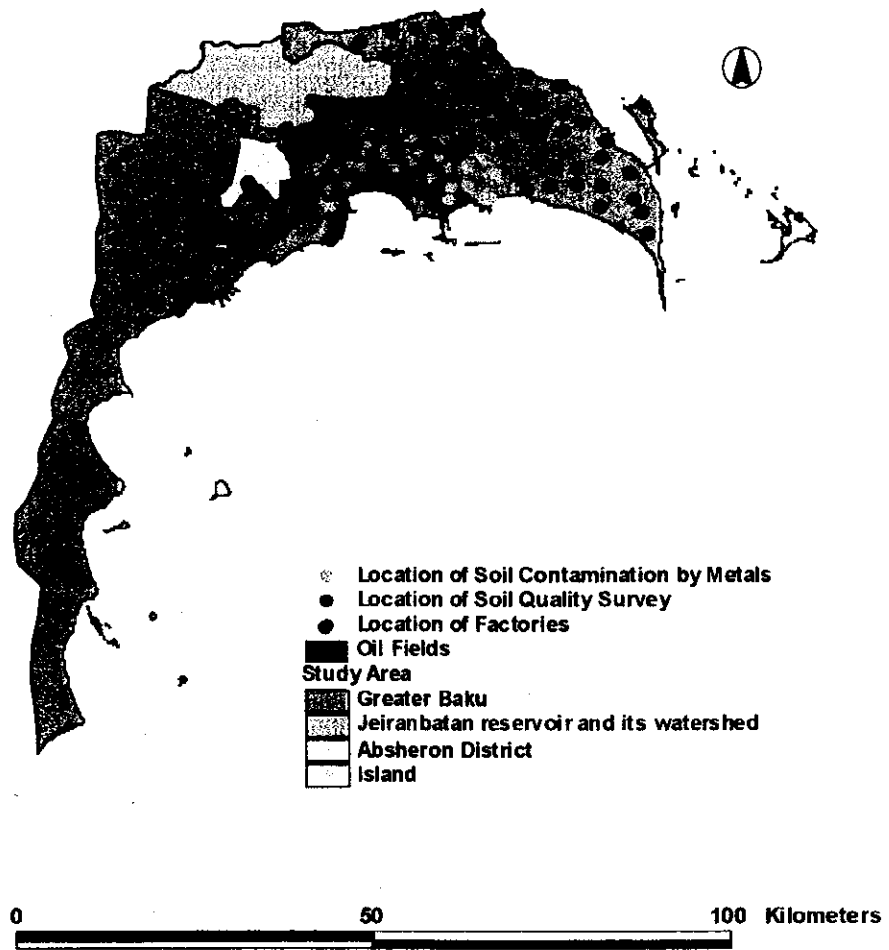 Location of Soil Contamination by Metals
Location of Soil Quality Survey
Location of Factories
Oil Fields
Study Area
Greater Baku
Jeiranbatan reservoir and its watershed
Absheron District
Island
0 50 100 Kilometers